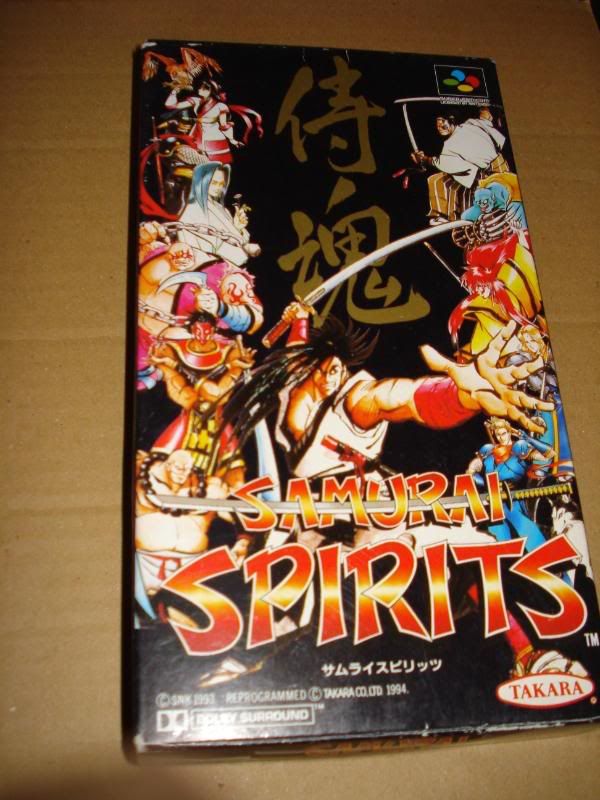 侍魂
SAMURAI
SPIRITS
TM
サムライスピリッツ
© SNK 1993 REPROGRAMMED © TAKARA CO.,LTD 1994.
DOLBY SURROUND TM
TAKARA